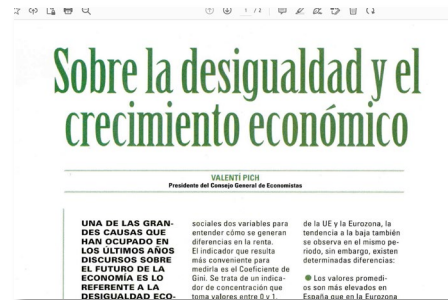 1 / 2
Sobre la desigualdad y el
crecimiento económico
VALENTÍ PICH
Presidente del Consejo General de Economistas
UNA DE LAS GRAN-
DES CAUSAS QUE
HAN OCUPADO EN
LOS ÚLTIMOS AÑOS
DISCURSOS SOBRE
EL FUTURO DE LA
ECONOMÍA ES LO
REFERENTE A LA
DESIGUALDAD ECO-
sociales dos variables para
entender cómo se generan
diferencias en la renta.
El indicador que resulta
más conveniente para
medirla es el Coeficiente de
Gini. Se trata de un indica-
dor de concentración que
toma valores entre 0 y 1,
de la UE y la Eurozona, la
tendencia a la baja también
se observa en el mismo pe-
ríodo, sin embargo, existen
determinadas diferencias:
● Los valores promedi-
os son más elevados en
España que en la Eurozona